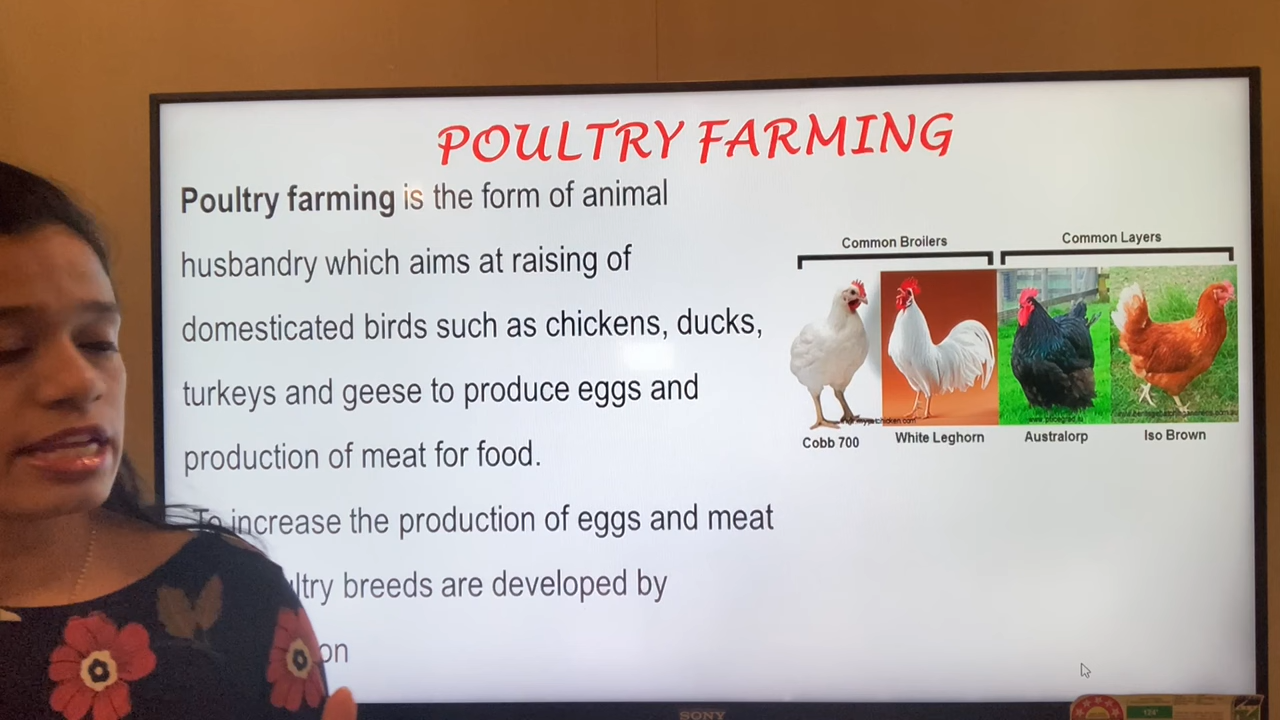 POULTRY FARMING
Poultry farming is the form of animal
husbandry which aims at raising of
domesticated birds such as chickens, ducks,
turkeys and geese to produce eggs and
production of meat for food.
To increase the production of eggs and meat
breeds are developed by
Common Broilers
Common Layers
Cobb 700
White Leghorn
Australorp
Iso Brown
SONY